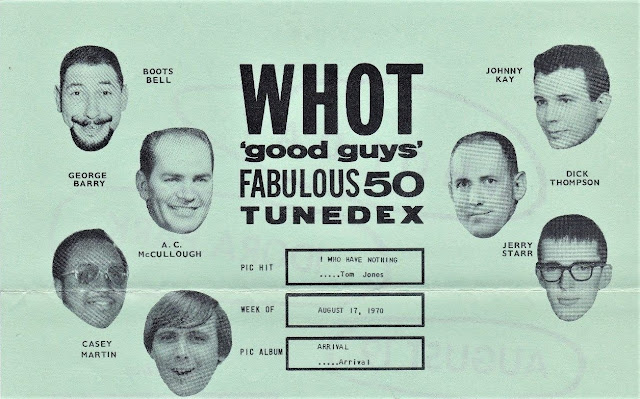 BOOTS
BELL
GEORGE
BARRY
A. C.
McCULLOUGH
CASEY
MARTIN
WHOT
'good guys'
FABULOUS 50
TUNEDEX
PIC HIT
I WHO HAVE NOTHING
.....Tom Jones
WEEK OF
AUGUST 17, 1970
PIC ALBUM
ARRIVAL
.....Arrival
JOHNNY
KAY
DICK
THOMPSON
JERRY
STARR